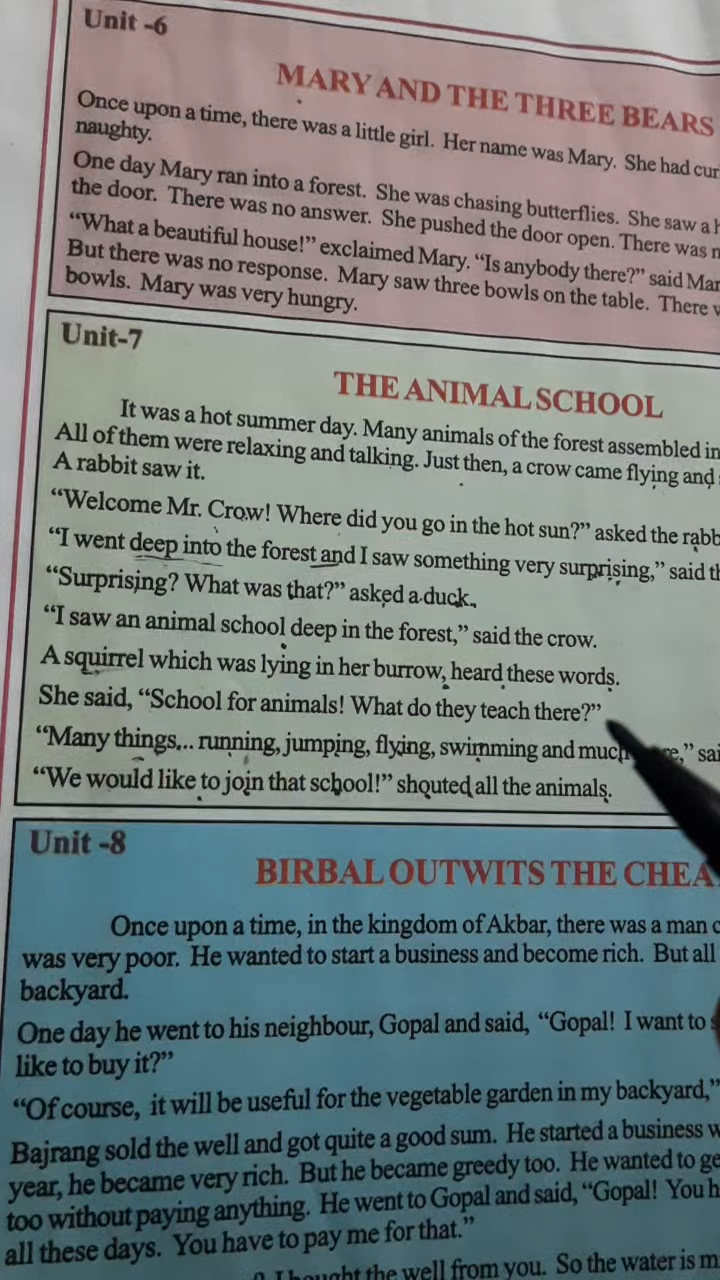 Unit -6
MARY AND THE THREE BEARS
Once upon a time, there was a little girl. Her name was Mary. She had cur
naughty.
One day Mary ran into a forest. She was chasing butterflies. She saw a h
the door. There was no answer. She pushed the door open. There was n
“What a beautiful house!” exclaimed Mary. “Is anybody there?” said Mar
But there was no response. Mary saw three bowls on the table. There w
bowls. Mary was very hungry.
Unit-7
THE ANIMAL SCHOOL
It was a hot summer day. Many animals of the forest assembled in
All of them were relaxing and talking. Just then, a crow came flying and
A rabbit saw it.
“Welcome Mr. Crow! Where did you go in the hot sun?” asked the rabb
“I went deep into the forest and I saw something very surprising,” said th
“Surprising? What was that?” asked a duck.
“I saw an animal school deep in the forest,” said the crow.
A squirrel which was lying in her burrow, heard these words.
She said, “School for animals! What do they teach there?”
“Many things... running, jumping, flying, swimming and much re,” sai
“We would like to join that school!” shouted all the animals.
Unit -8
BIRBAL OUTWITS THE CHEA
Once upon a time, in the kingdom of Akbar, there was a man c
was very poor. He wanted to start a business and become rich. But all
backyard.
One day he went to his neighbour, Gopal and said, “Gopal! I want to s
like to buy it?”
“Of course, it will be useful for the vegetable garden in my backyard,”
Bajrang sold the well and got quite a good sum. He started a business w
year, he became very rich. But he became greedy too. He wanted to ge
too without paying anything. He went to Gopal and said, “Gopal! You h
all these days. You have to pay me for that.”
I bought the well from you. So the water is m